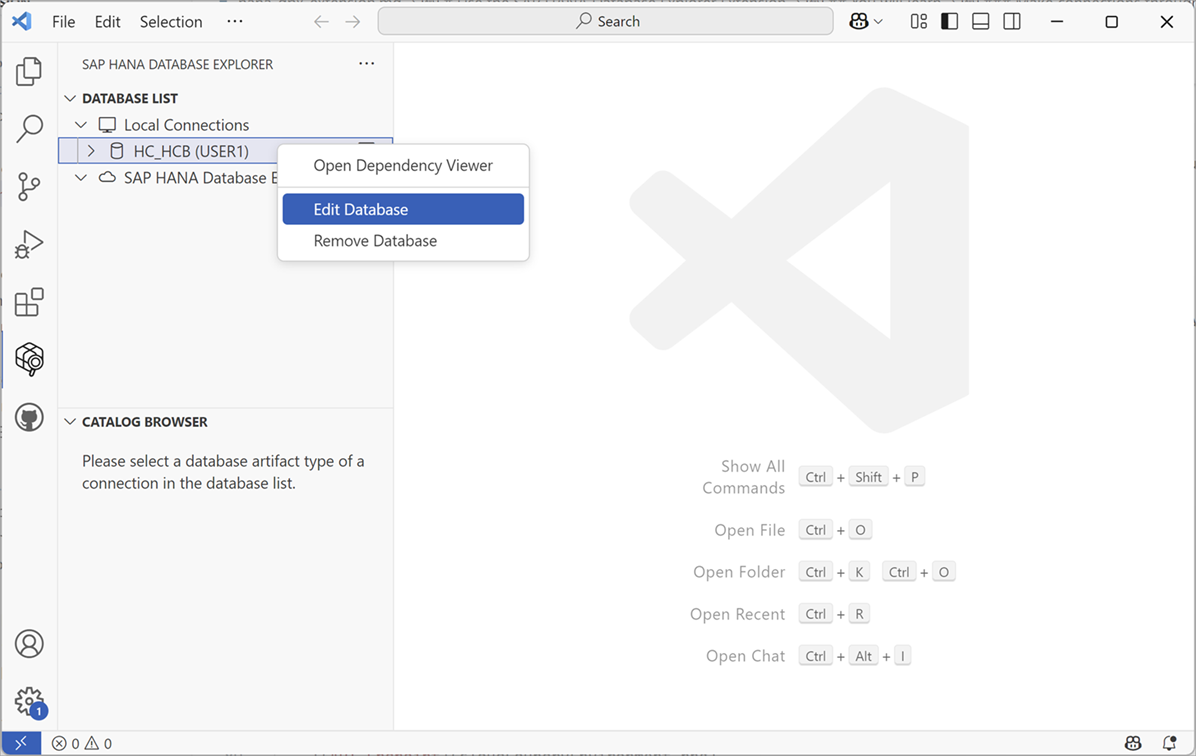 File Edit Selection ··· Search
SAP HANA DATABASE EXPLORER ···
DATABASE LIST
Local Connections
HC_HCB (USER1)
SAP HANA Database E
Open Dependency Viewer
Edit Database
Remove Database
CATALOG BROWSER
Please select a database artifact type of a
connection in the database list.
Show All
Commands Ctrl + Shift + P
Open File Ctrl + O
Open Folder Ctrl + K Ctrl + O
Open Recent Ctrl + R
Open Chat Ctrl + Alt + I
1
0 0